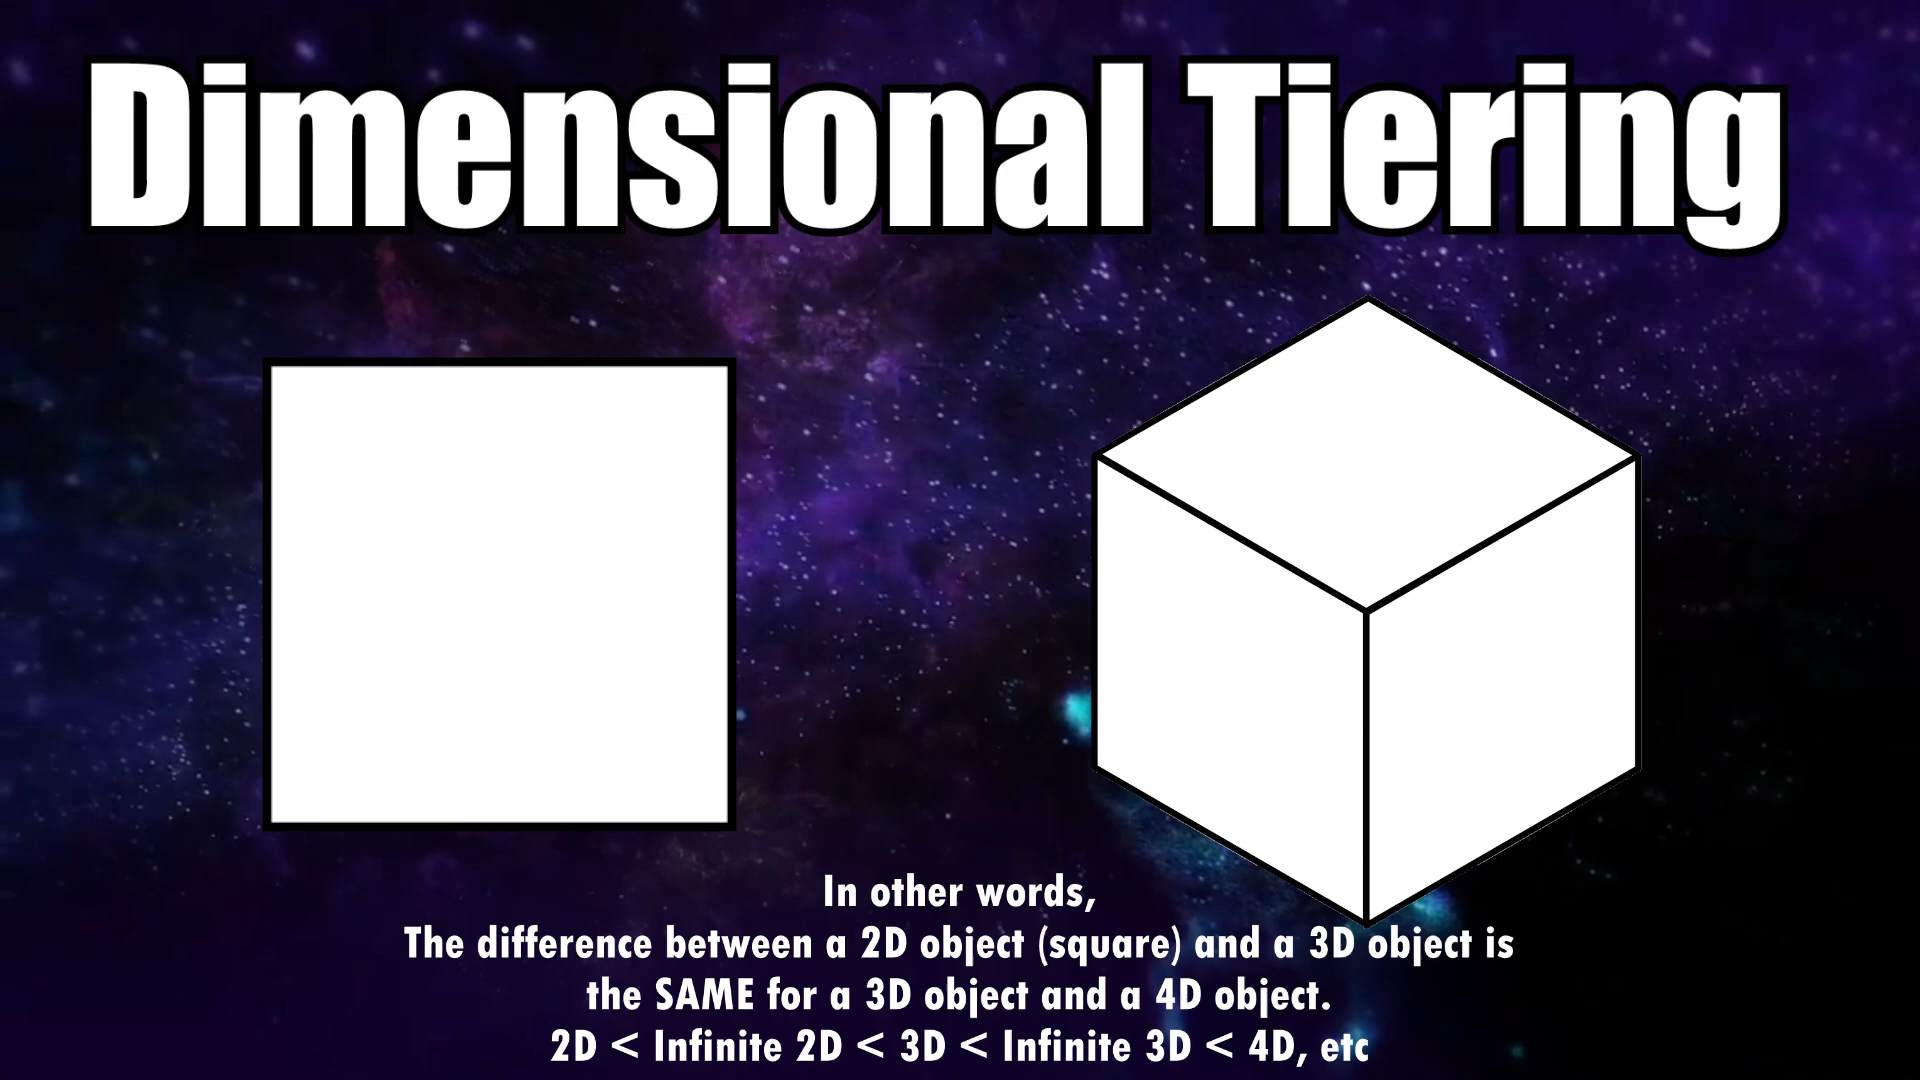 Dimensional Tiering
In other words,
The difference between a 2D object (square) and a 3D object is
the SAME for a 3D object and a 4D object.
2D < Infinite 2D < 3D < Infinite 3D < 4D, etc